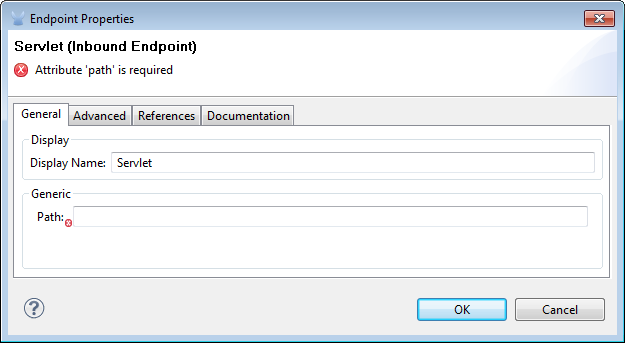 Endpoint Properties
Servlet (Inbound Endpoint)
Attribute 'path' is required
General Advanced References Documentation
Display
Display Name: Servlet
Generic
Path:
? OK Cancel